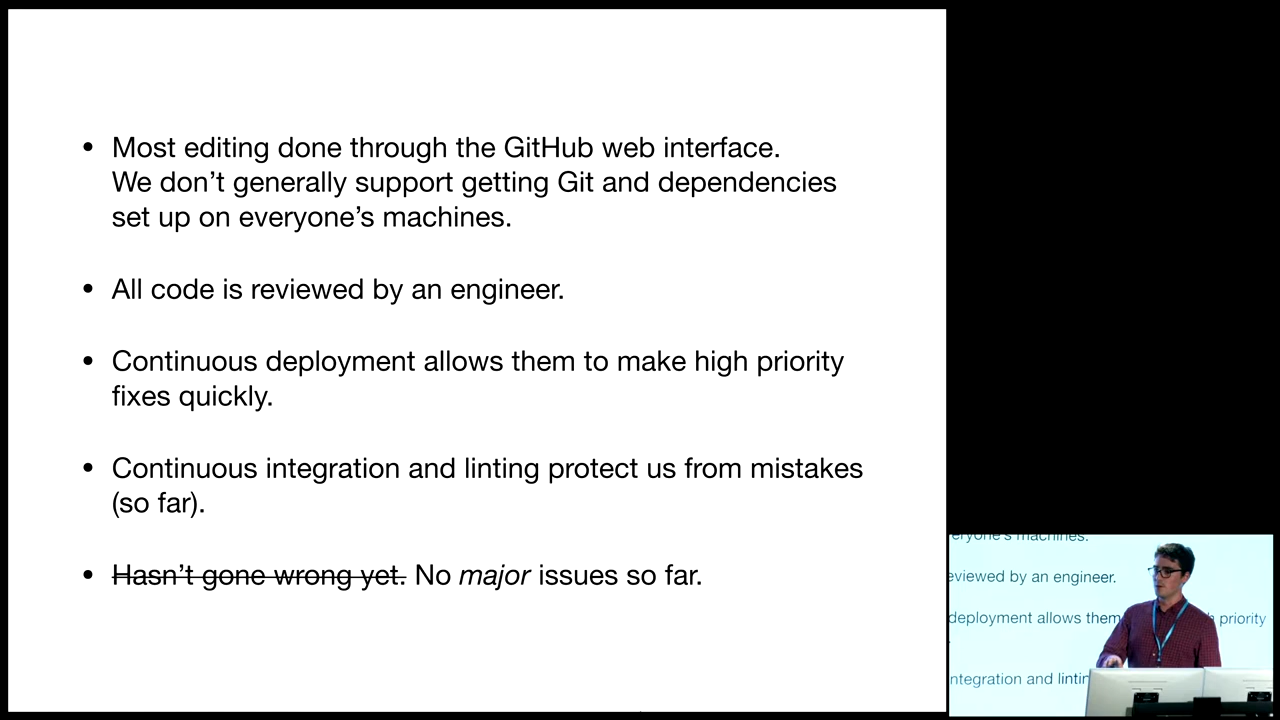 • Most editing done through the GitHub web interface.
We don’t generally support getting Git and dependencies
set up on everyone’s machines.
• All code is reviewed by an engineer.
• Continuous deployment allows them to make high priority
fixes quickly.
• Continuous integration and linting protect us from mistakes
(so far).
• Hasn’t gone wrong yet. No major issues so far.
eryone’s machines.
eviewed by an engineer.
deployment allows them h priority
ntegration and lintin